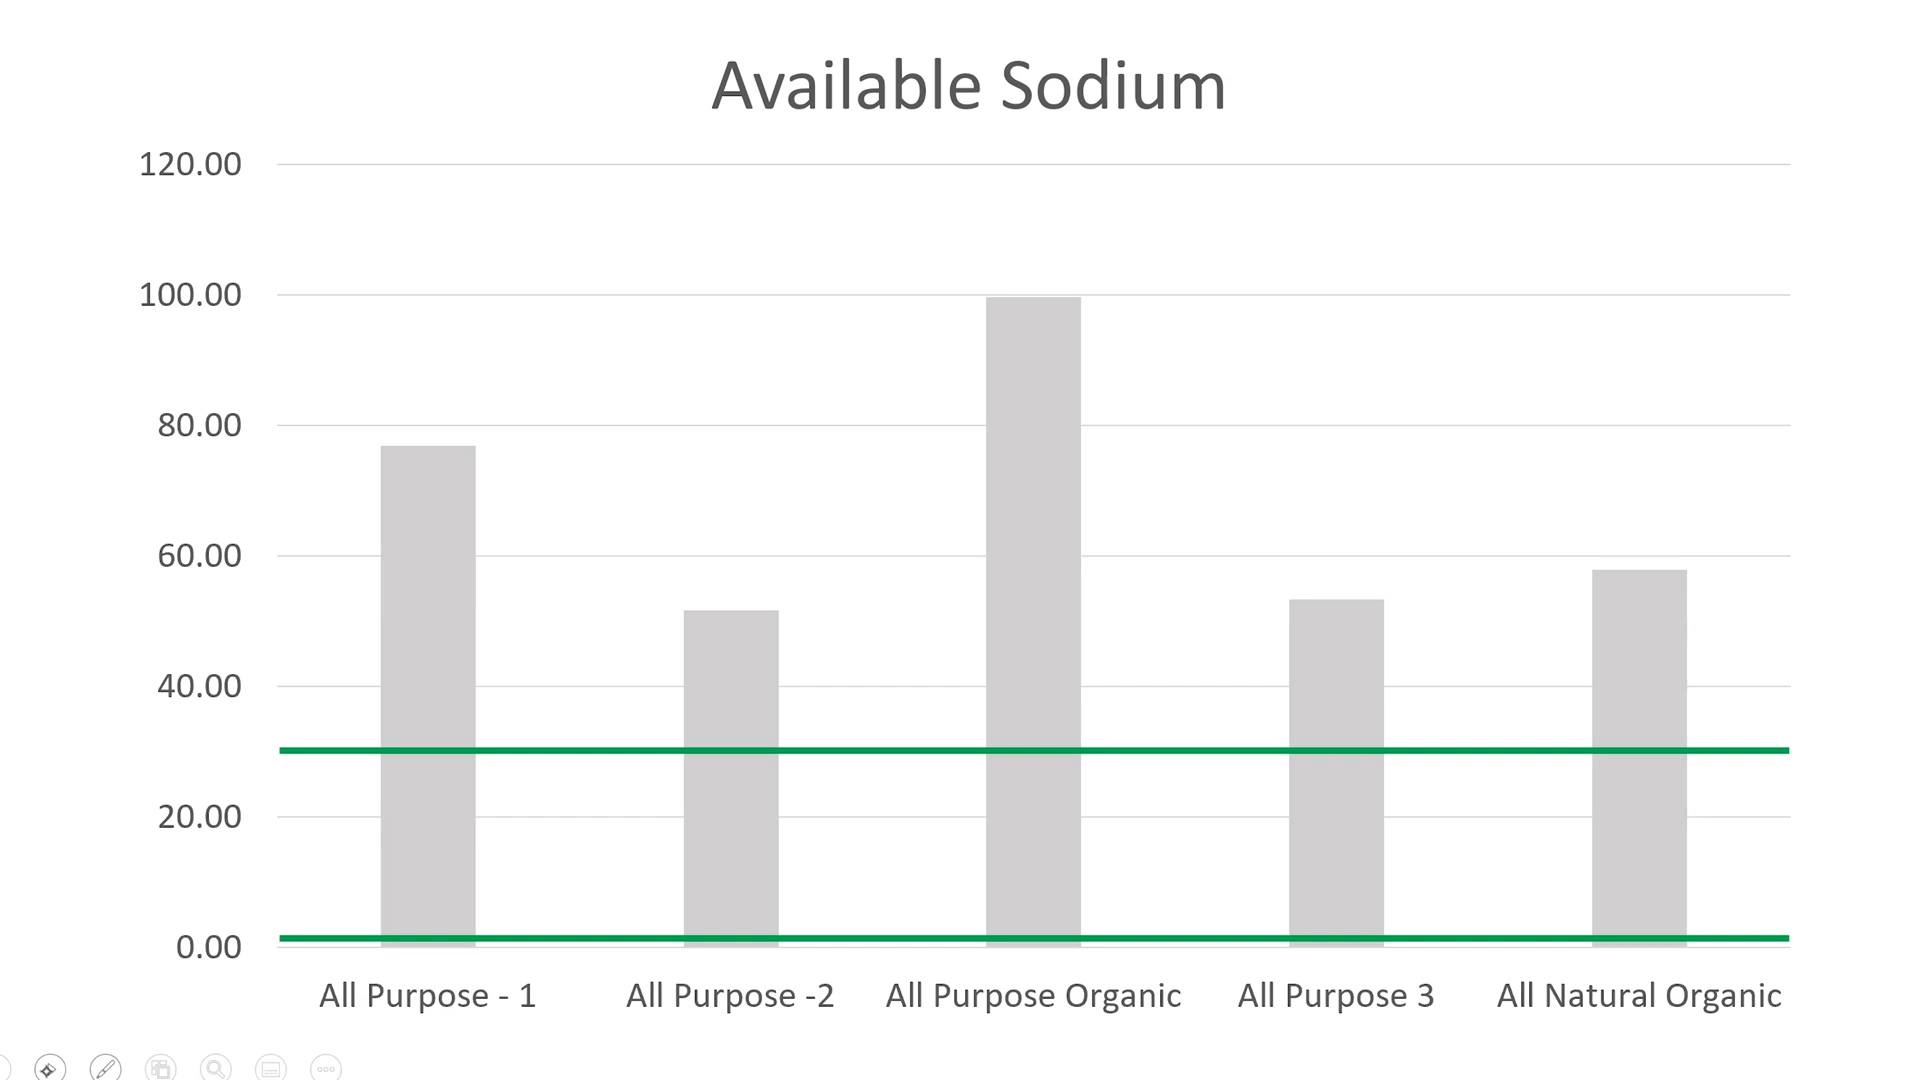 Available Sodium
120.00
100.00
80.00
60.00
40.00
20.00
0.00
All Purpose - 1
All Purpose -2
All Purpose Organic
All Purpose 3
All Natural Organic